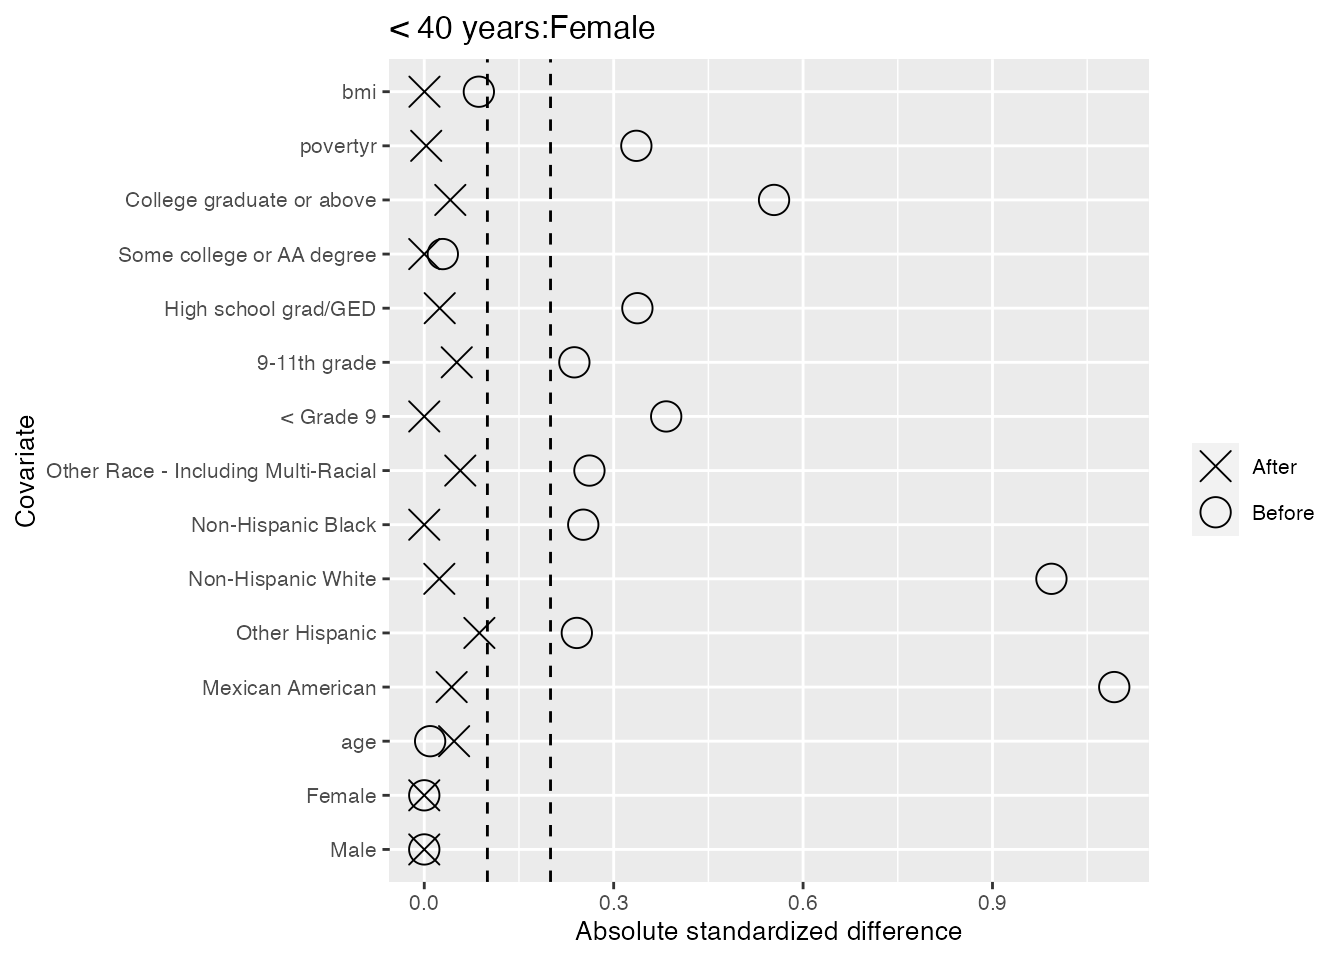 < 40 years:Female
bmi
povertyr
College graduate or above
Some college or AA degree
High school grad/GED
9-11th grade
< Grade 9
Other Race - Including Multi-Racial
Non-Hispanic Black
Non-Hispanic White
Other Hispanic
Mexican American
age
Female
Male
Covariate
0.0 0.3 0.6 0.9
Absolute standardized difference
After
Before